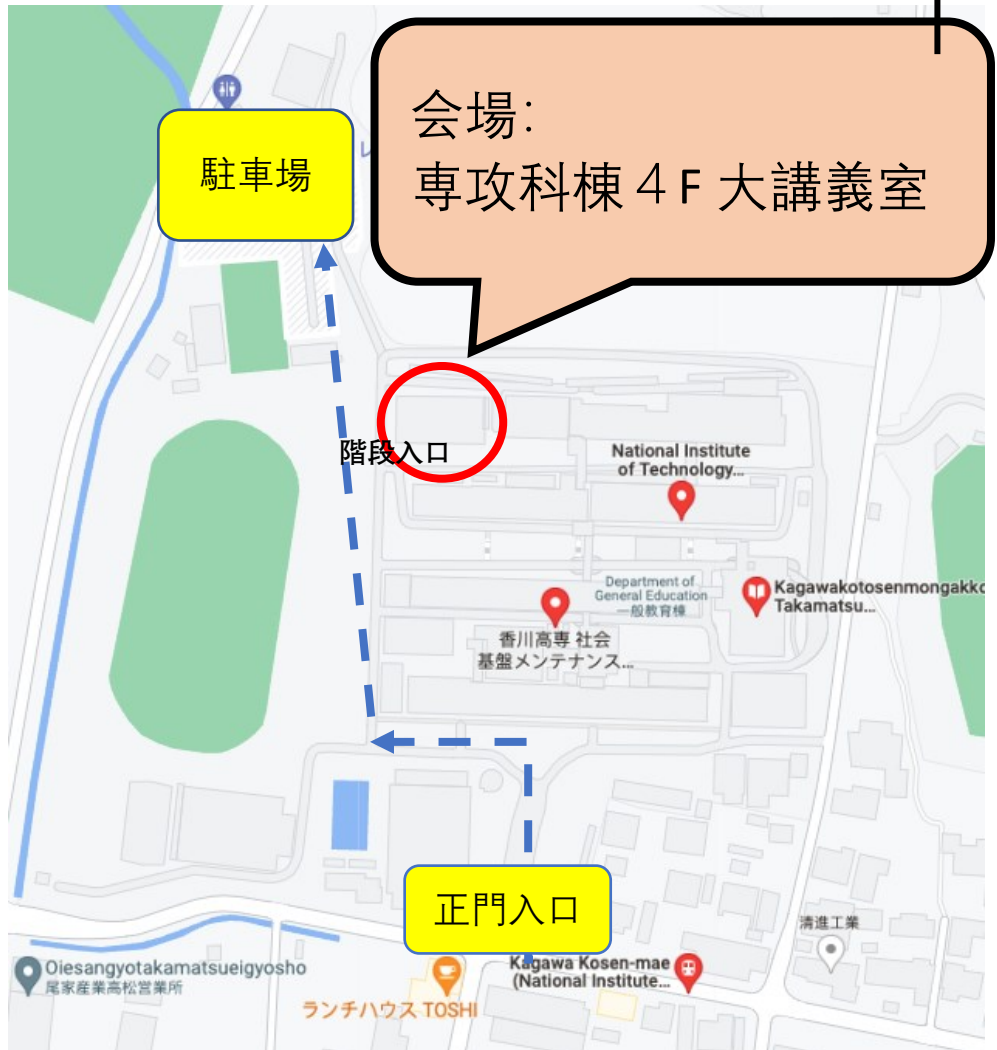 会場:
専攻科棟４F 大講義室
駐車場
レ
階段入口
National Institute
of Technology...
Department of
General Education
一般教育棟
Kagawakotosenmongakko
Takamatsu...
香川高専 社会
基盤メンテナンス...
正門入口
清進工業
Oiesangyotakamatsueigyosho
尾家産業高松営業所
Kagawa Kosen-mae
(National Institute...
ランチハウス TOSHI